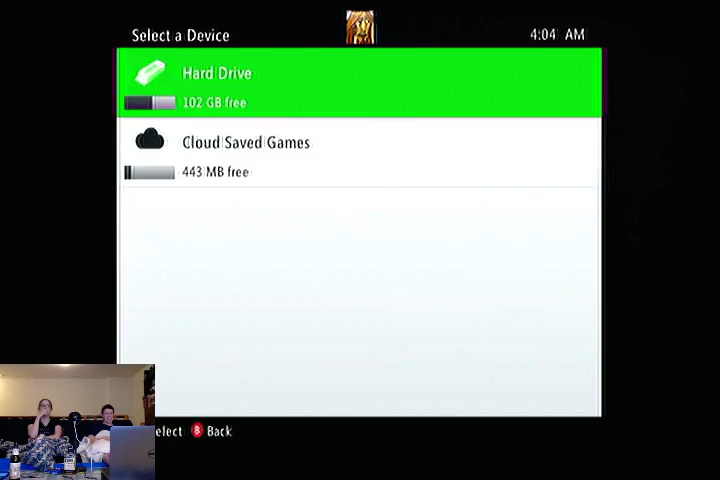 Select a Device
4:04 AM
Hard Drive
102 GB free
Cloud Saved Games
443 MB free
elect B Back